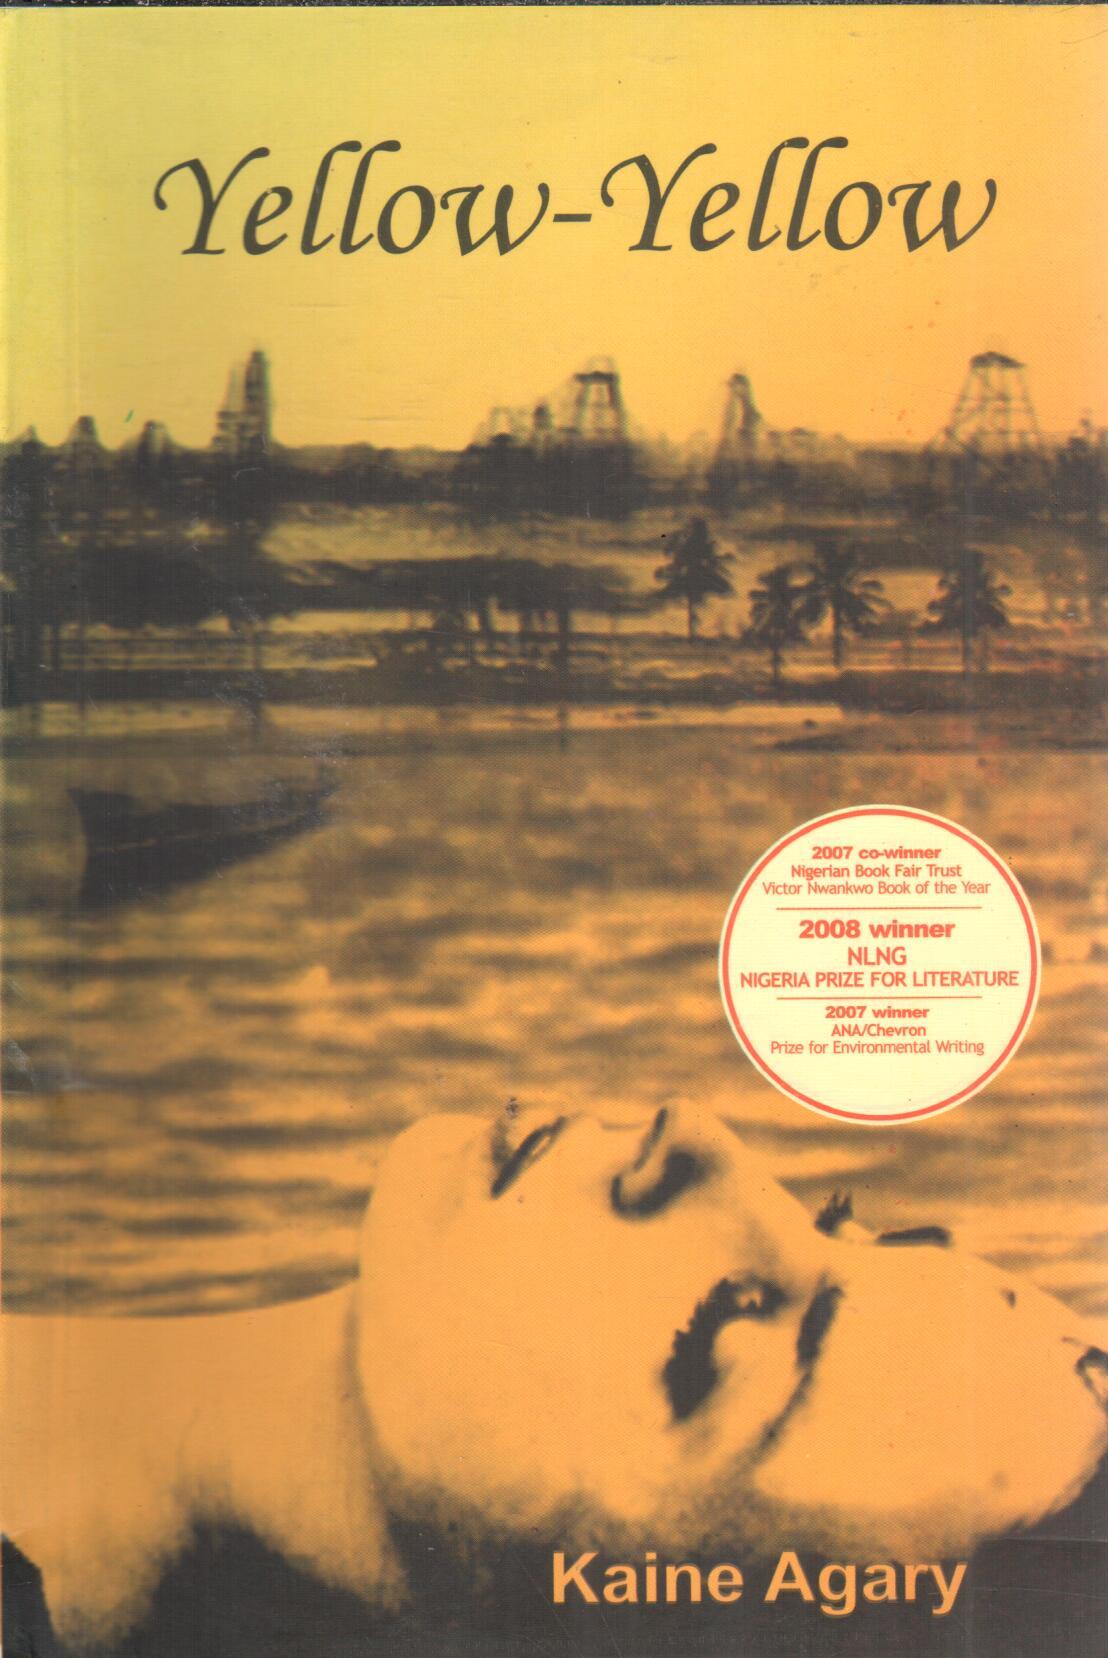 Yellow-Yellow
2007 co-winner
Nigerian Book Fair Trust
Victor Nwankwo Book of the Year
2008 winner
NLNG
NIGERIA PRIZE FOR LITERATURE
2007 winner
ANA/Chevron
Prize for Environmental Writing
Kaine Agary